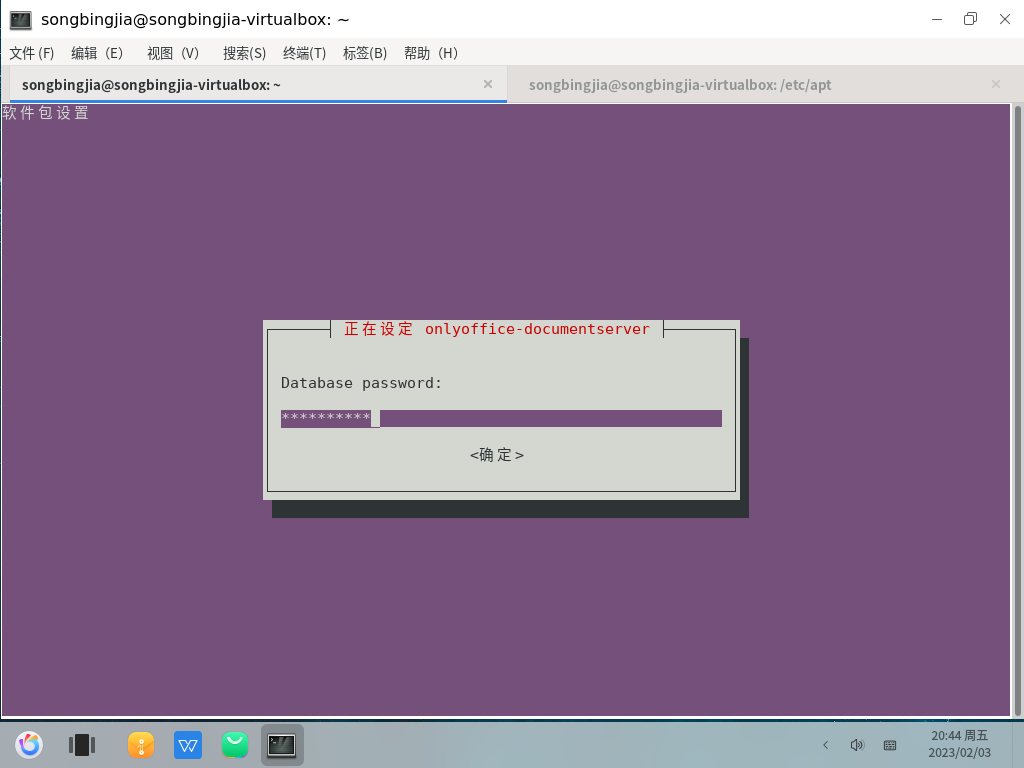 songbingjia@songbingjia-virtualbox: ~
文件 (F) 编辑（E） 视图（V） 搜索(S) 终端(T) 标签(B) 帮助（H）
songbingjia@songbingjia-virtualbox: ~ songbingjia@songbingjia-virtualbox: /etc/apt
软件包设置
正在设定 onlyoffice-documentserver
Database password:
**********
<确定>
20:44 周五
2023/02/03